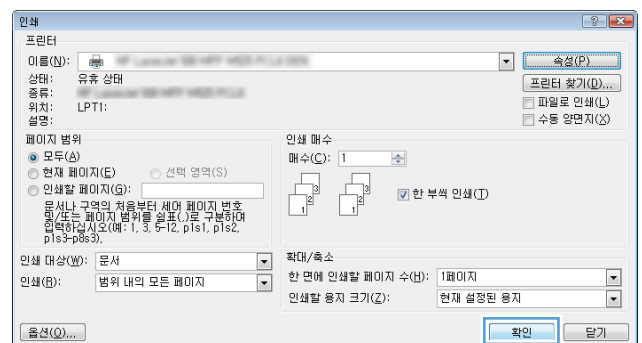 인쇄
프린터
이름(N):
속성(P)
상태: 유휴 상태
프린터 찾기(D)...
종류:
위치: LPT1:
파일로 인쇄(L)
설명:
수동 양면지(X)
페이지 범위
모두(A)
현재 페이지(E) 선택 영역(S)
인쇄할 페이지(G):
문서나 구역의 처음부터 세어 페이지 번호
및/또는 페이지 범위를 쉼표(,)로 구분하여
입력하십시오(예: 1, 3, 5-12, p1s1, p1s2,
p1s3-p8s3).
인쇄 매수
매수(C): 1
3 3
2 2
1 1
한 부씩 인쇄(T)
인쇄 대상(W): 문서
인쇄(R): 범위 내의 모든 페이지
확대/축소
한 면에 인쇄할 페이지 수(H): 1페이지
인쇄할 용지 크기(Z): 현재 설정된 용지
옵션(O)...
확인 닫기